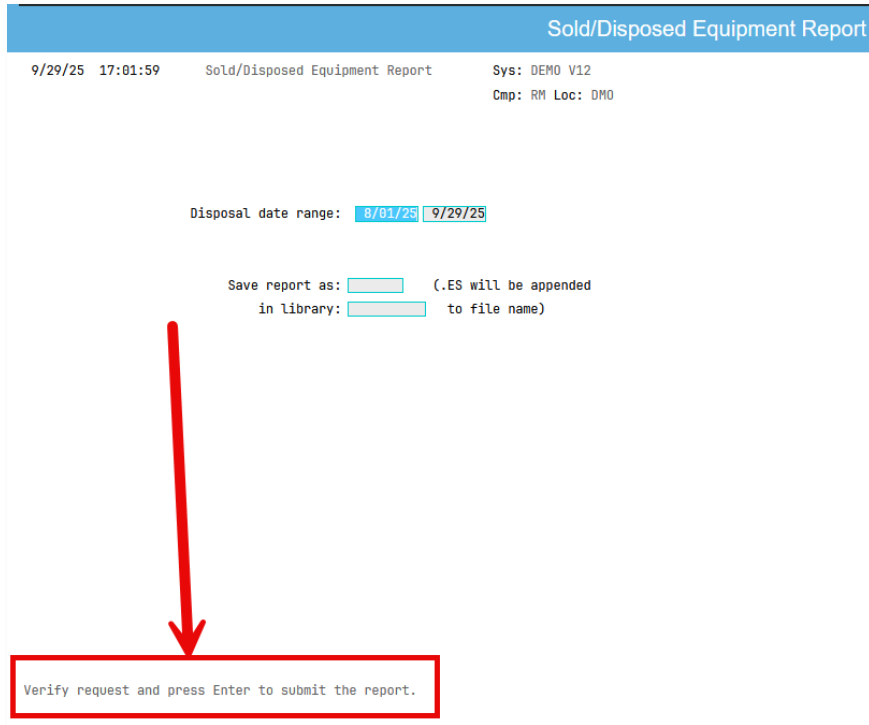 Sold/Disposed Equipment Report
9/29/25 17:01:59 Sold/Disposed Equipment Report Sys: DEMO V12
Cmp: RM Loc: DMO
Disposal date range: 8/01/25 9/29/25
Save report as: (.ES will be appended
in library: to file name)
Verify request and press Enter to submit the report.